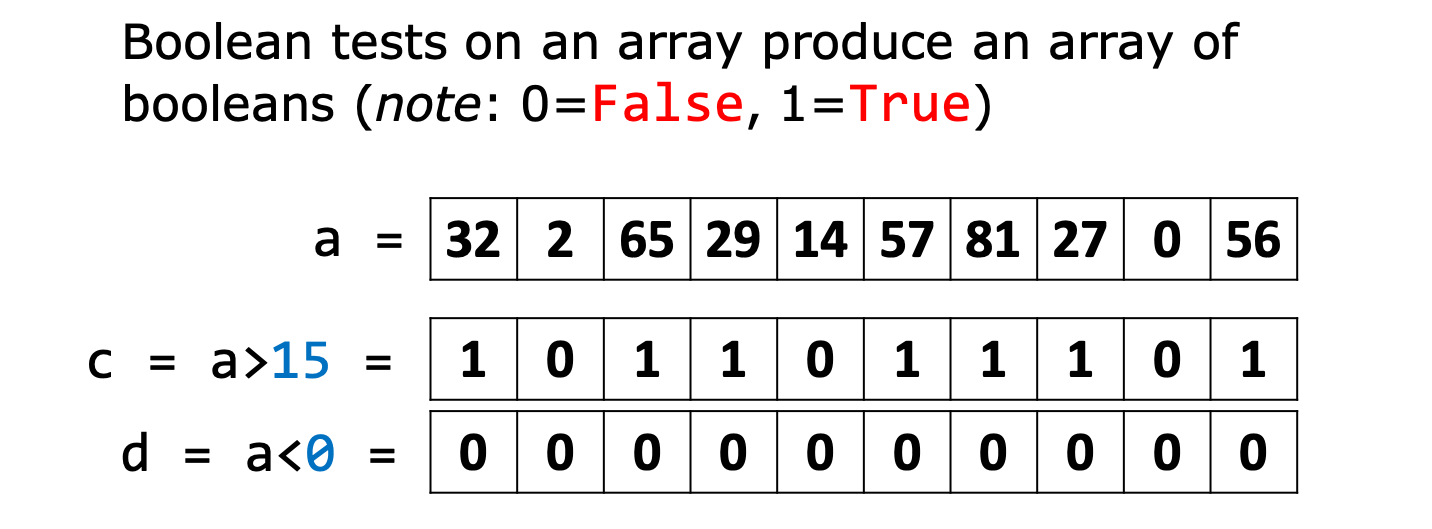 Boolean tests on an array produce an array of
booleans (note: 0=False, 1=True)
a = 32 2 65 29 14 57 81 27 0 56
c = a>15 = 1 0 1 1 0 1 1 1 0 1
d = a<0 = 0 0 0 0 0 0 0 0 0 0